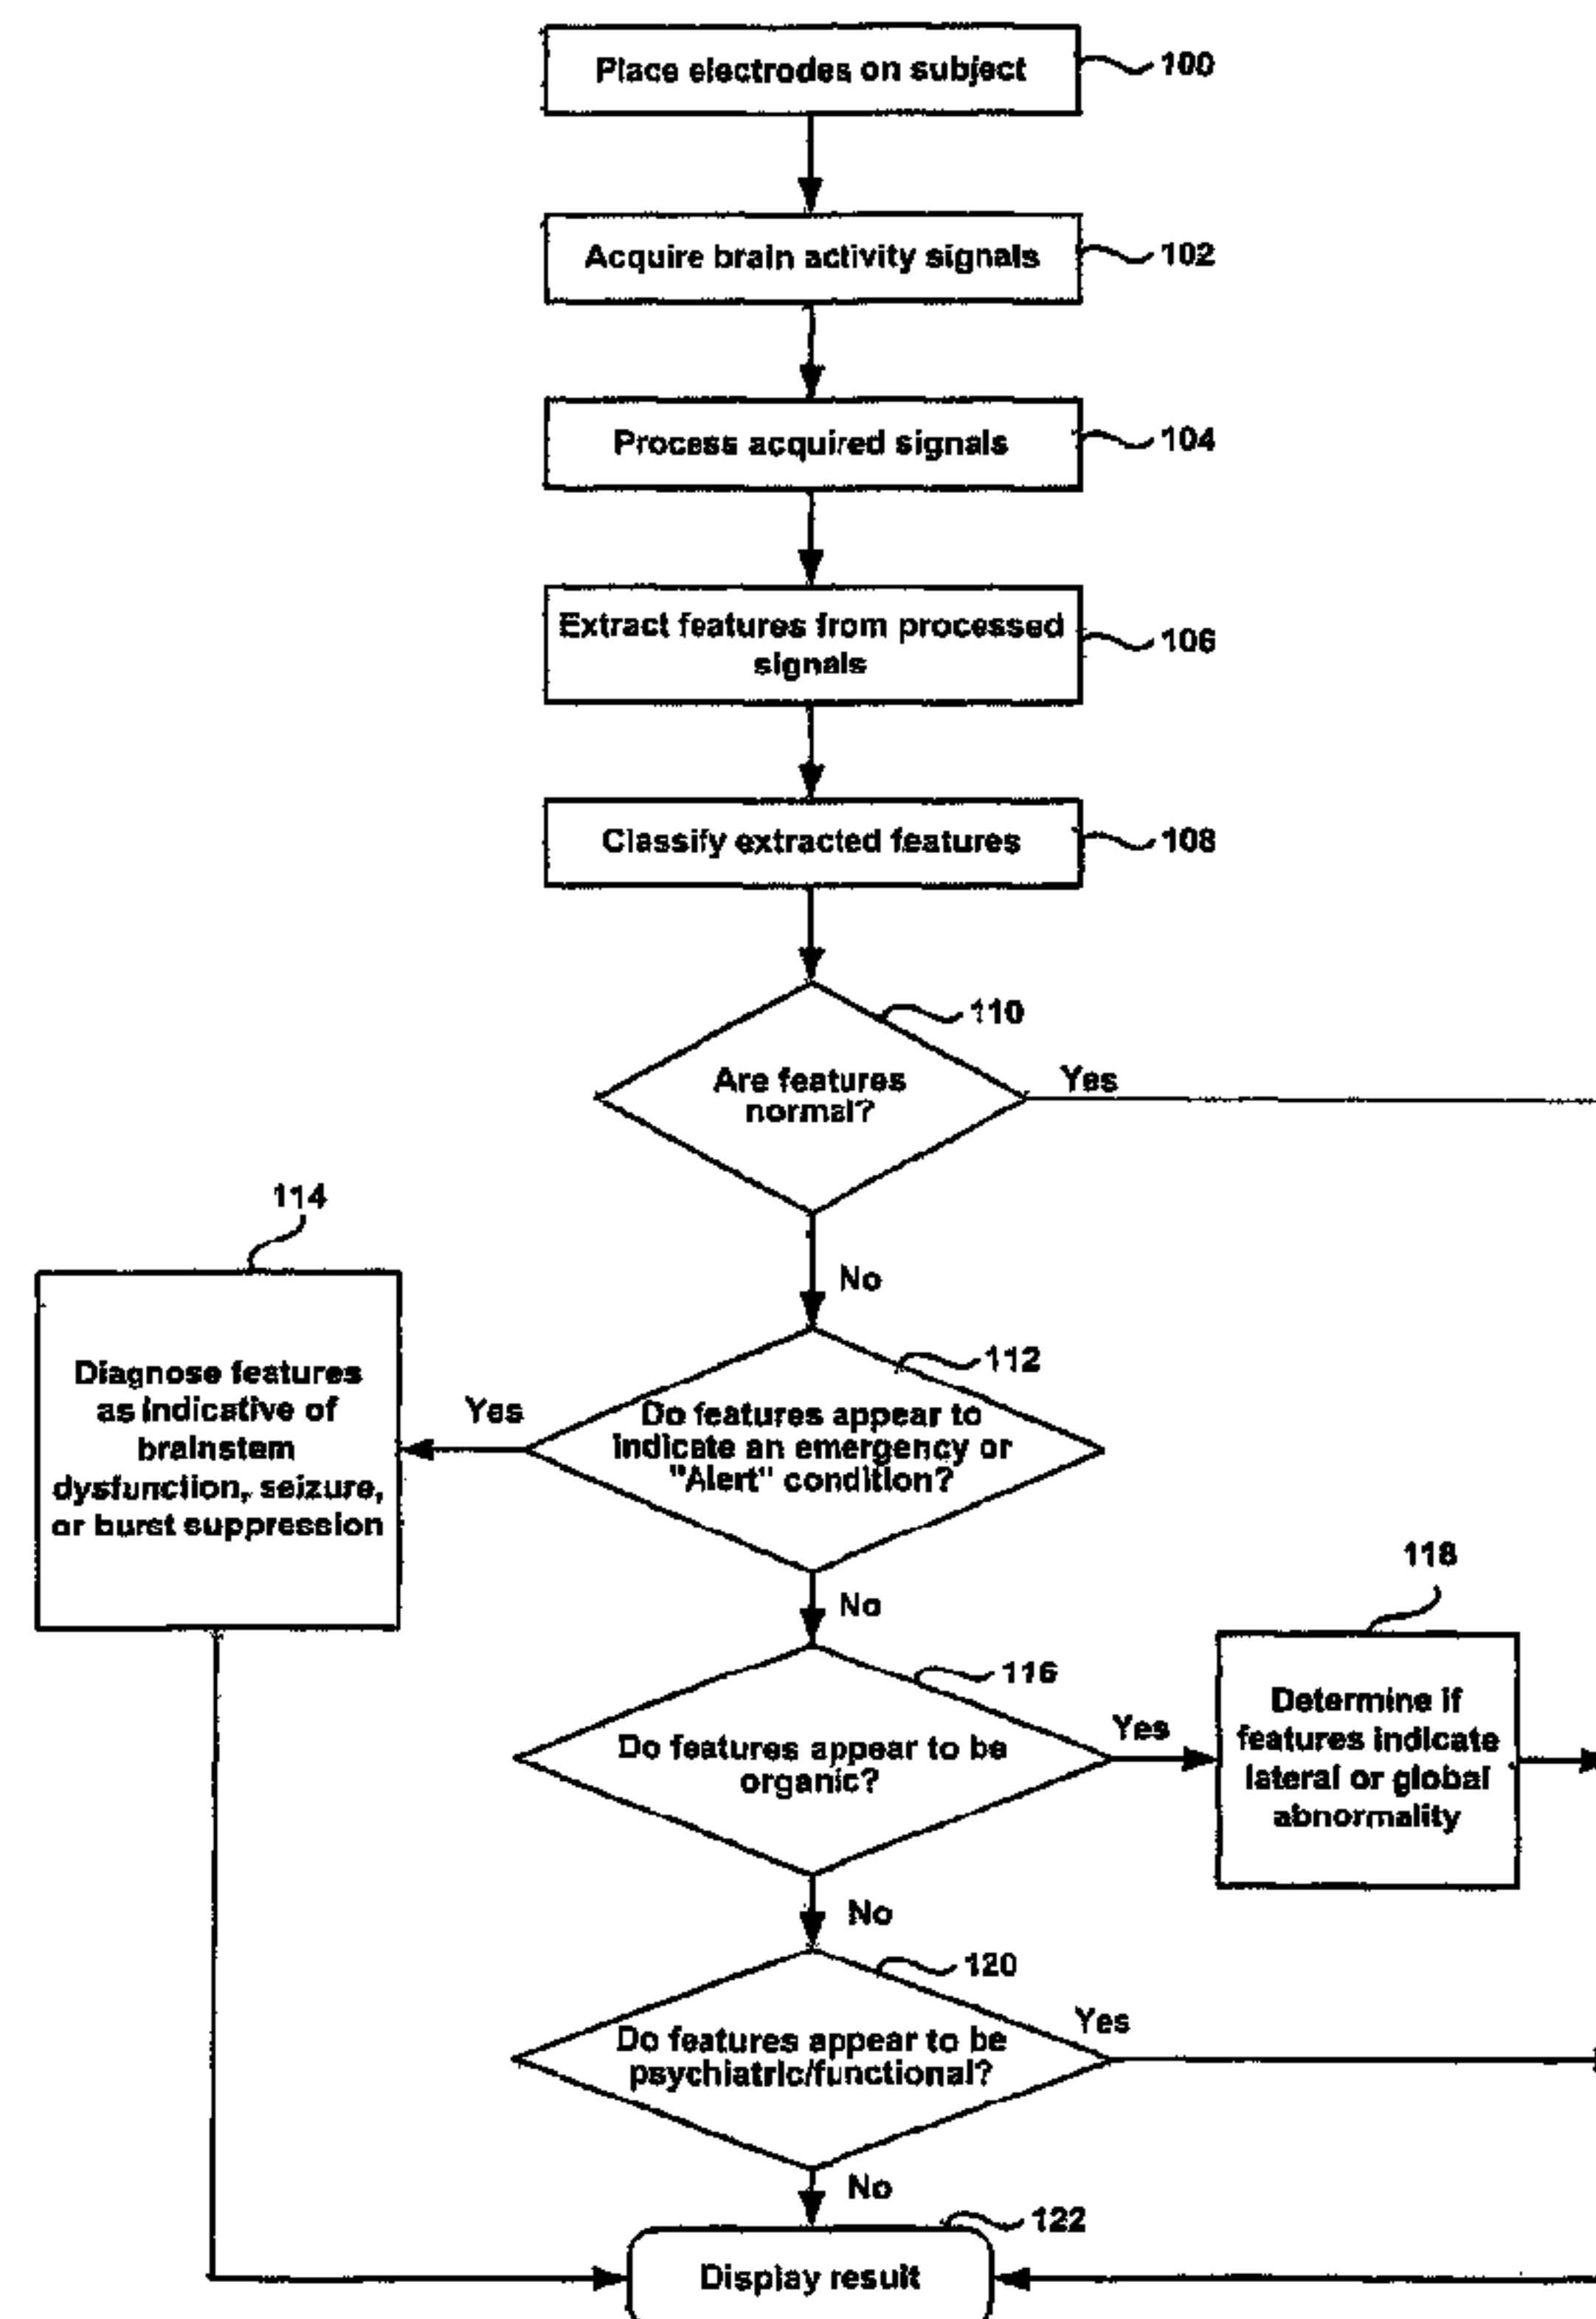 Place electrodes on subject
100
Acquire brain activity signals
102
Process acquired signals
104
Extract features from processed
signals
106
Classify extracted features
108
110
Are features
normal?
Yes
No
114
Diagnose features
as indicative of
brainstem
dysfunction, seizure,
or burst suppression
Yes
112
Do features appear to
indicate an emergency or
"Alert" condition?
No
116
Do features appear to be
organic?
Yes
118
Determine if
features indicate
lateral or global
abnormality
No
120
Do features appear to be
psychiatric/functional?
Yes
No
122
Display result